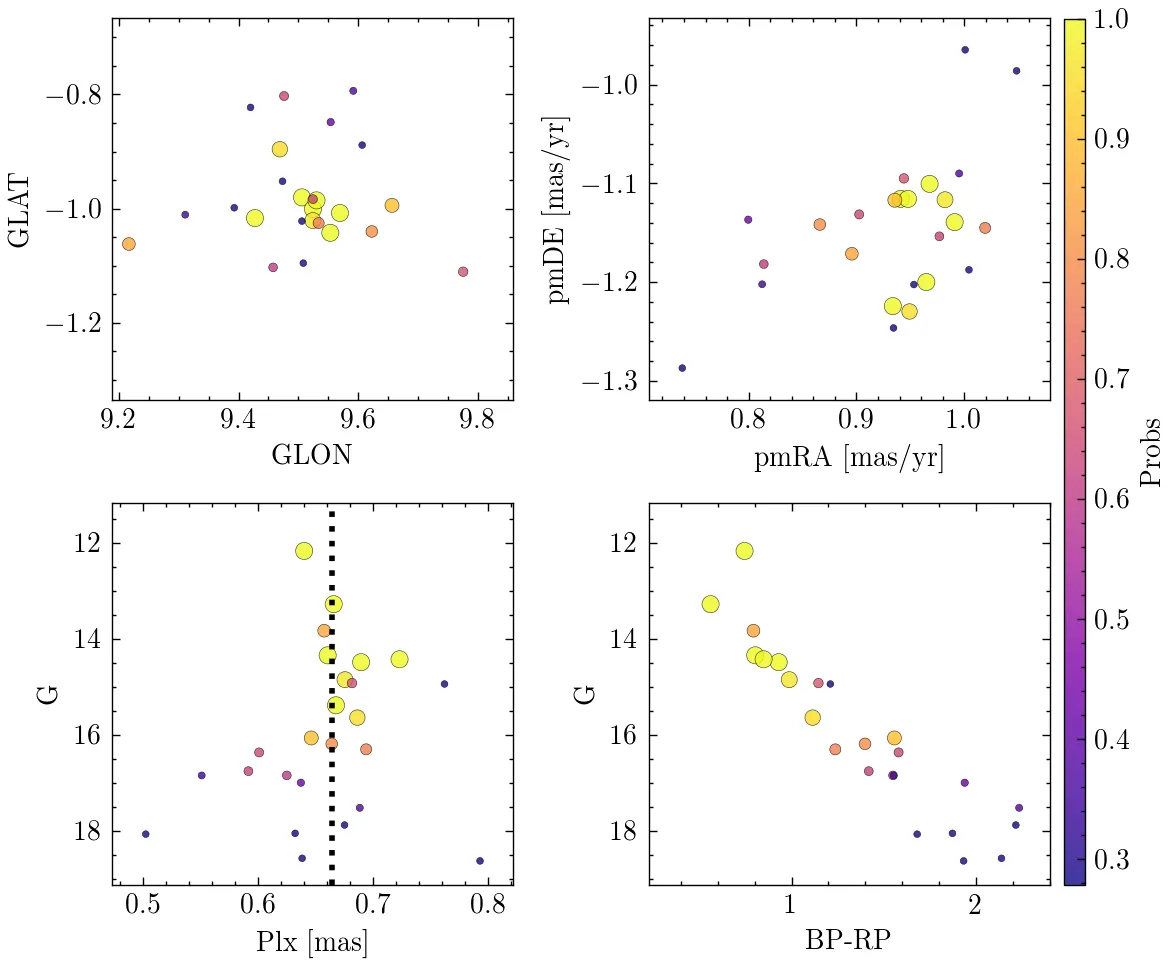 −0.8
−1.0
−1.2
GLAT
9.2 9.4 9.6 9.8
GLON
−1.0
−1.1
−1.2
−1.3
pmDE [mas/yr]
0.8 0.9 1.0
pmRA [mas/yr]
12
14
16
18
G
0.5 0.6 0.7 0.8
Plx [mas]
12
14
16
18
G
1 2
BP-RP
1.0
0.9
0.8
0.7
0.6
0.5
0.4
0.3
Probs